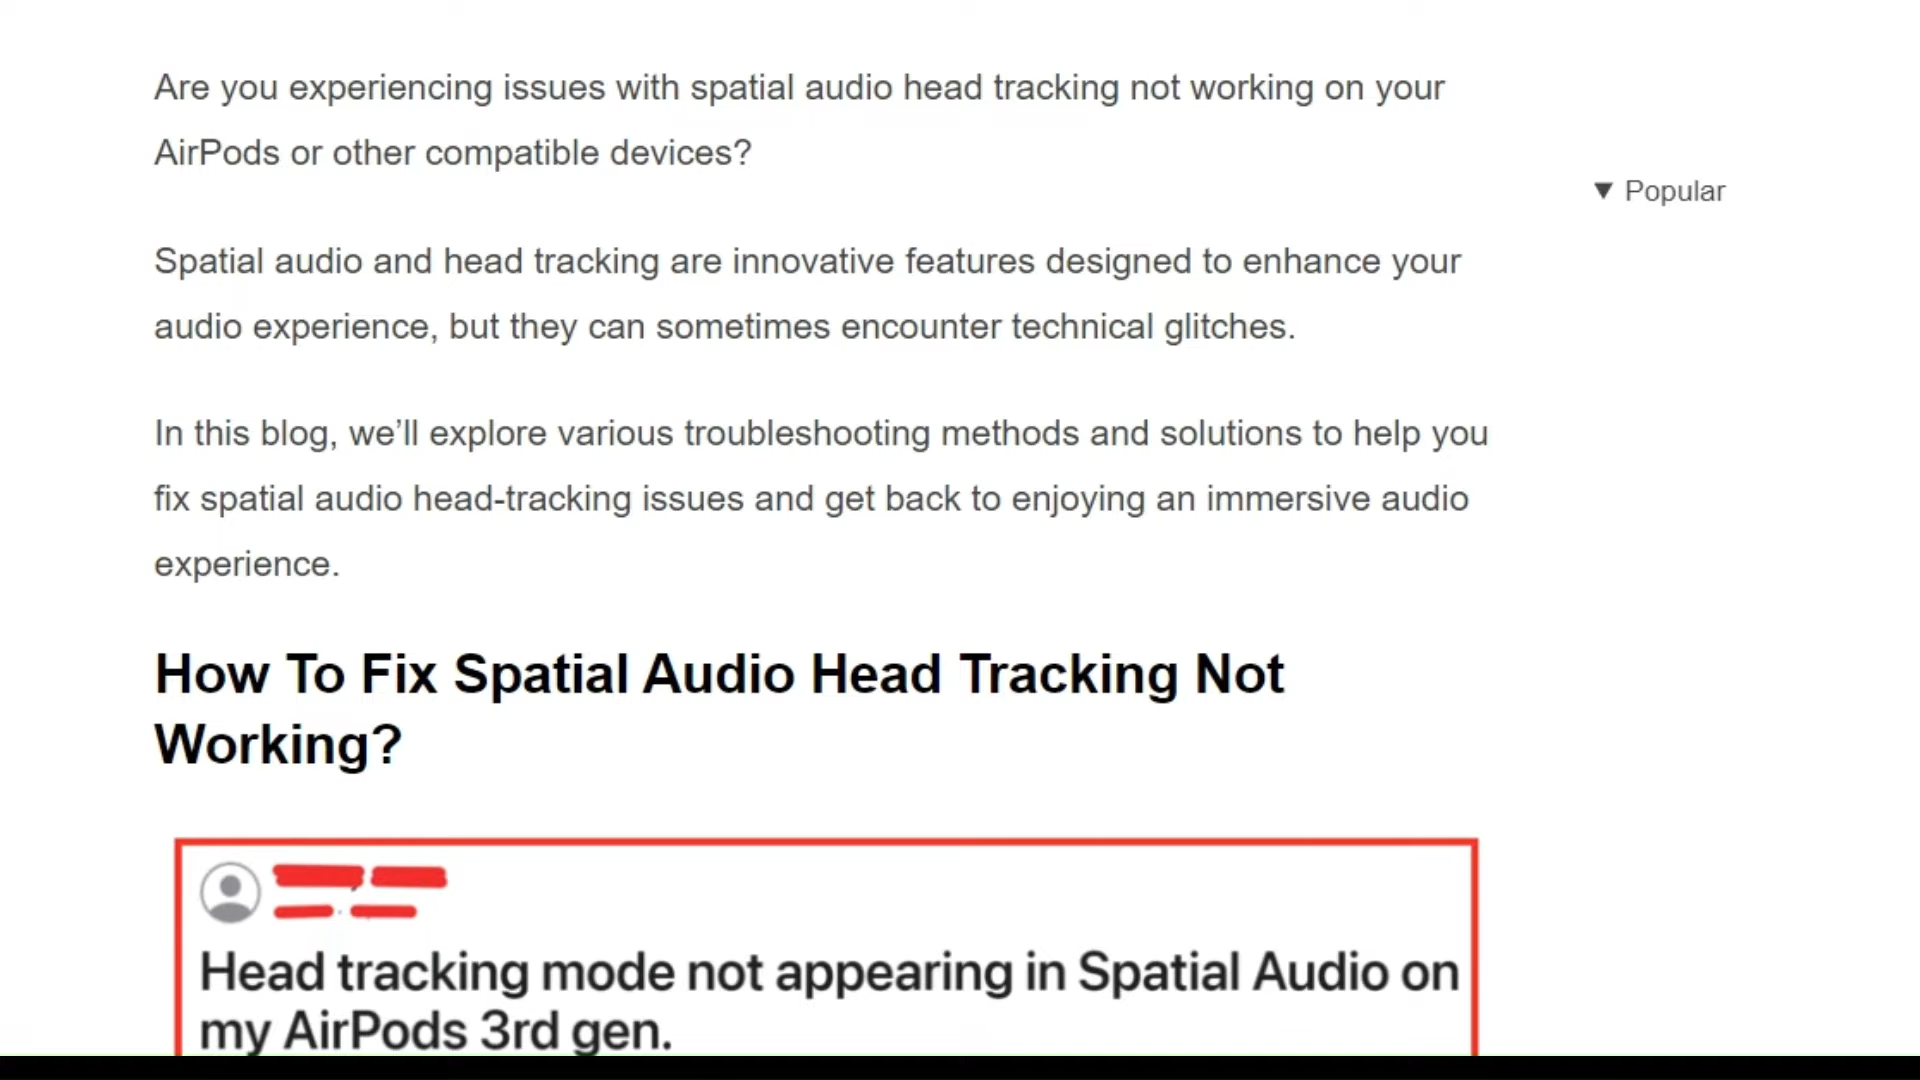 Are you experiencing issues with spatial audio head tracking not working on your
AirPods or other compatible devices?
▼ Popular
Spatial audio and head tracking are innovative features designed to enhance your
audio experience, but they can sometimes encounter technical glitches.
In this blog, we’ll explore various troubleshooting methods and solutions to help you
fix spatial audio head-tracking issues and get back to enjoying an immersive audio
experience.
How To Fix Spatial Audio Head Tracking Not
Working?
Head tracking mode not appearing in Spatial Audio on
my AirPods 3rd gen.